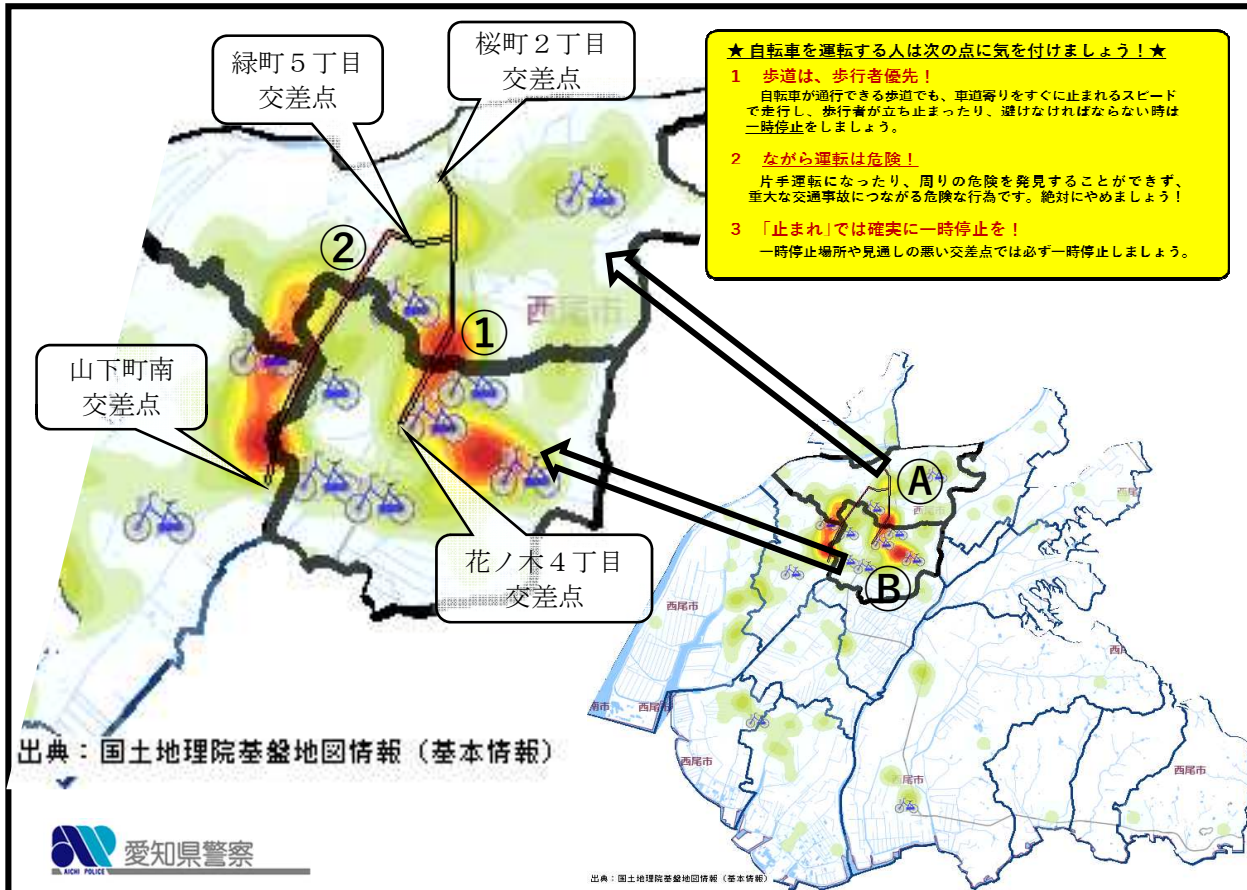 桜町２丁目
交差点
緑町５丁目
交差点
★ 自転車を運転する人は次の点に気を付けましょう！★
1　歩道は、歩行者優先！
自転車が通行できる歩道でも、車道寄りをすぐに止まれるスピード
で走行し、歩行者が立ち止まったり、避けなければならない時は
一時停止をしましょう。
2　ながら運転は危険！
片手運転になったり、周りの危険を発見することができず、
重大な交通事故につながる危険な行為です。絶対にやめましょう！
3　「止まれ」では確実に一時停止を！
一時停止場所や見通しの悪い交差点では必ず一時停止しましょう。
②
西尾市
①
山下町南
交差点
花ノ木４丁目
交差点
Ⓐ
西尾
西尾市
Ⓑ
西尾市
西尾市
南市
西尾市
西尾市
西尾市
西尾市
出典：国土地理院基盤地図情報（基本情報）
AICHI POLICE
愛知県警察
出典：国土地理院基盤地図情報（基本情報）